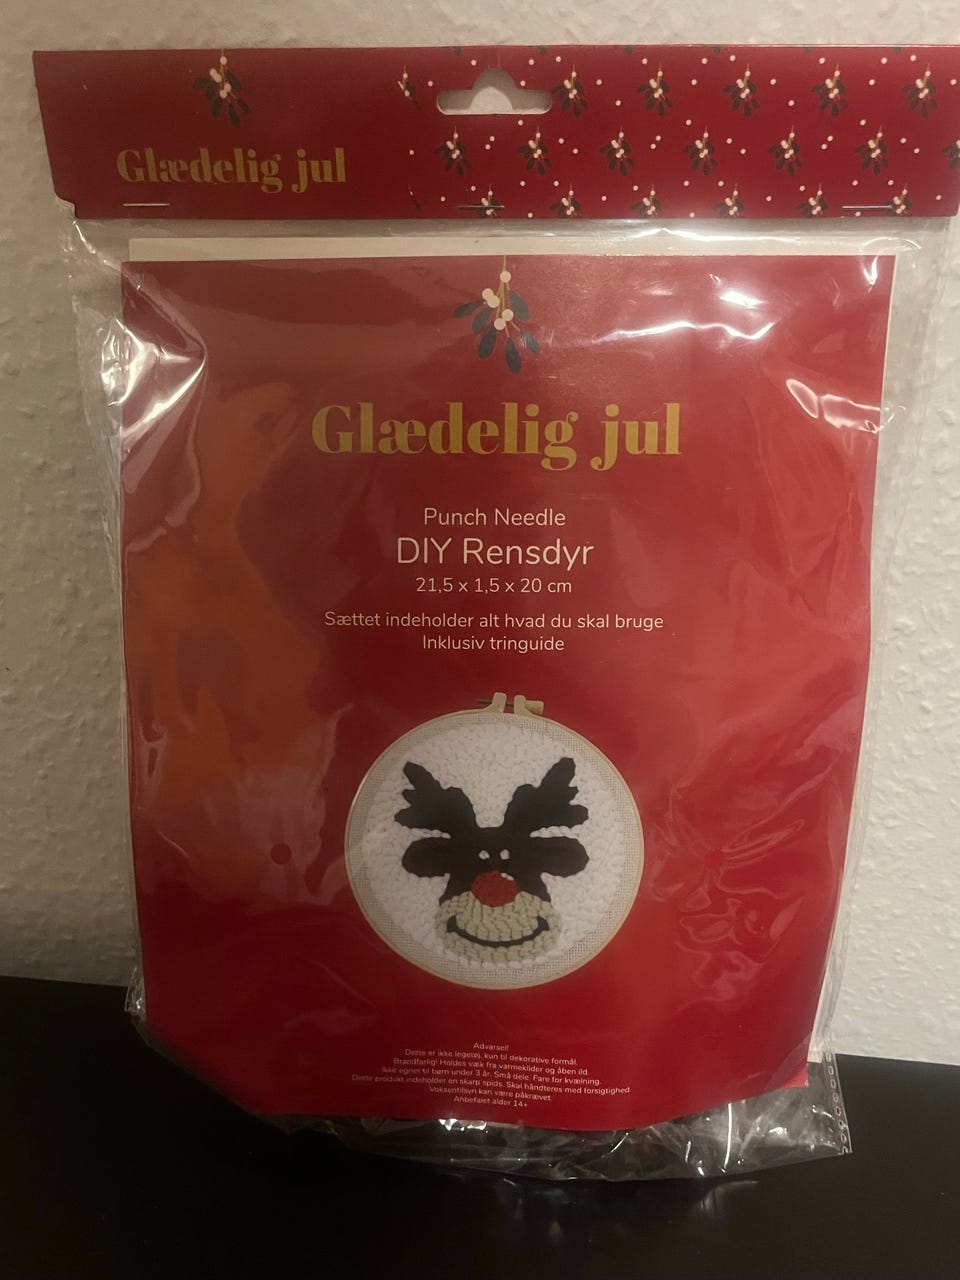 Glædelig jul
Glædelig jul
Punch Needle
DIY Rensdyr
21,5 x 1,5 x 20 cm
Sættet indeholder alt hvad du skal bruge
Inklusiv tringuide
Advarsel!
Dette er ikke legetøj, kun til dekorative formål.
Brandfarlig! Holdes væk fra varmekilder og åben ild.
Ikke egnet til børn under 3 år. Små dele. Fare for kvælning.
Dette produkt indeholder en skarp spids. Skal håndteres med forsigtighed.
Voksentilsyn kan være påkrævet.
Anbefalet alder 14+